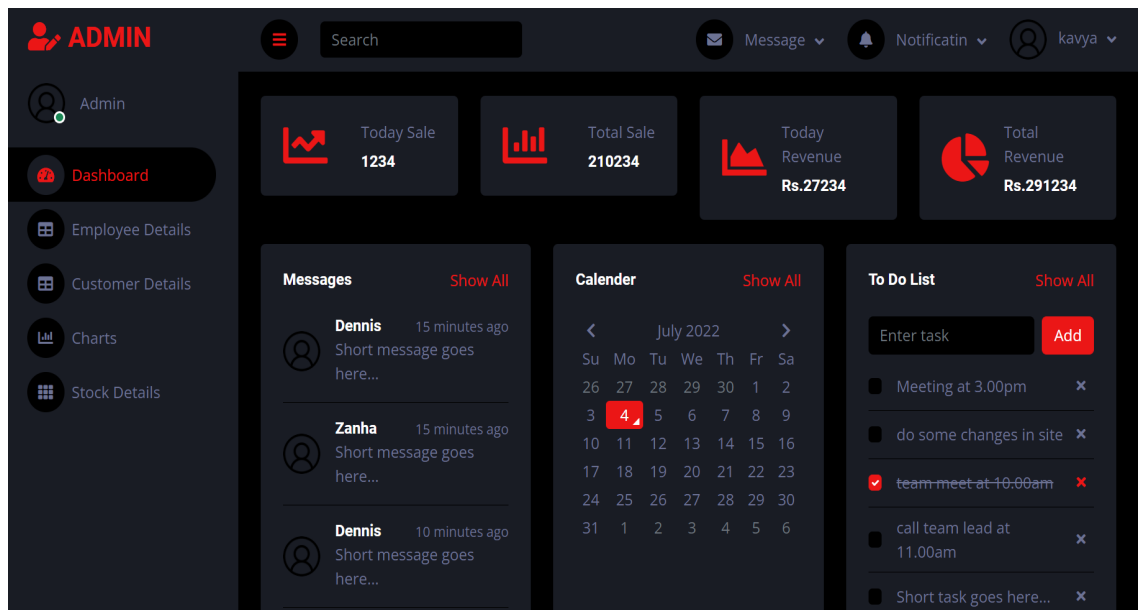 ADMIN
Search
Message
Notificatin
kavya
Admin
Dashboard
Employee Details
Customer Details
Charts
Stock Details
Today Sale
1234
Total Sale
210234
Today
Revenue
Rs.27234
Total
Revenue
Rs.291234
Messages Show All
Dennis 15 minutes ago
Short message goes
here...
Zanha 15 minutes ago
Short message goes
here...
Dennis 10 minutes ago
Short message goes
here...
Calender Show All
July 2022
Su Mo Tu We Th Fr Sa
26 27 28 29 30 1 2
3 4 5 6 7 8 9
10 11 12 13 14 15 16
17 18 19 20 21 22 23
24 25 26 27 28 29 30
31 1 2 3 4 5 6
To Do List Show All
Enter task Add
Meeting at 3.00pm
do some changes in site
team meet at 10.00am
call team lead at
11.00am
Short task goes here...